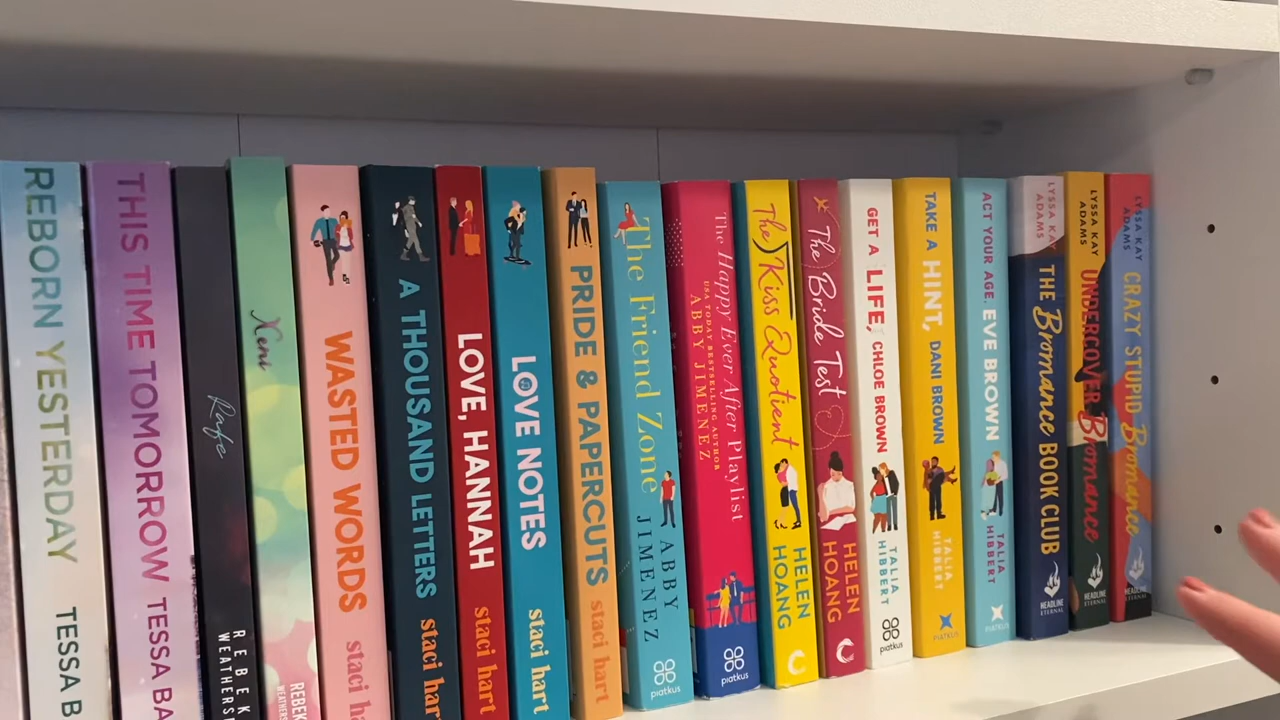 REBORN YESTERDAY TESSA B
THIS TIME TOMORROW TESSA BA
Rafe REBEK
WEATHERS
Xeni REBEK
WEATHERS
WASTED WORDS staci ha
A THOUSAND LETTERS staci har
LOVE, HANNAH staci hart
LOVE NOTES staci hart
PRIDE & PAPERCUTS staci hart
The Friend Zone ABBY
JIMENEZ
piatkus
The Happy Ever After Playlist
USA TODAY BESTSELLING AUTHOR
ABBY JIMENEZ
piatkus
The Kiss Quotient HELEN
HOANG
The Bride Test HELEN
HOANG
GET A LIFE, CHLOE BROWN TALIA
HIBBERT
piatkus
TAKE A HINT, DANI BROWN TALIA
HIBBERT
PIATKUS
ACT YOUR AGE, EVE BROWN TALIA
HIBBERT
PIATKUS
LYSSA KAY
ADAMS THE Bromance BOOK CLUB
HEADLINE
ETERNAL
LYSSA KAY
ADAMS UNDERCOVER Bromance
HEADLINE
ETERNAL
LYSSA KAY
ADAMS CRAZY STUPID Bromance
HEADLINE
ETERNAL